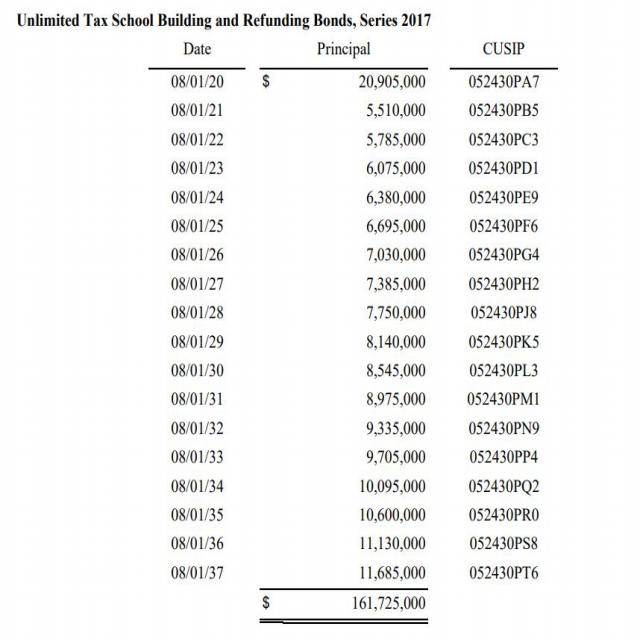 Unlimited Tax School Building and Refunding Bonds, Series 2017
Date Principal CUSIP
08/01/20 $ 20,905,000 052430PA7
08/01/21 5,510,000 052430PB5
08/01/22 5,785,000 052430PC3
08/01/23 6,075,000 052430PD1
08/01/24 6,380,000 052430PE9
08/01/25 6,695,000 052430PF6
08/01/26 7,030,000 052430PG4
08/01/27 7,385,000 052430PH2
08/01/28 7,750,000 052430PJ8
08/01/29 8,140,000 052430PK5
08/01/30 8,545,000 052430PL3
08/01/31 8,975,000 052430PM1
08/01/32 9,335,000 052430PN9
08/01/33 9,705,000 052430PP4
08/01/34 10,095,000 052430PQ2
08/01/35 10,600,000 052430PR0
08/01/36 11,130,000 052430PS8
08/01/37 11,685,000 052430PT6
$ 161,725,000